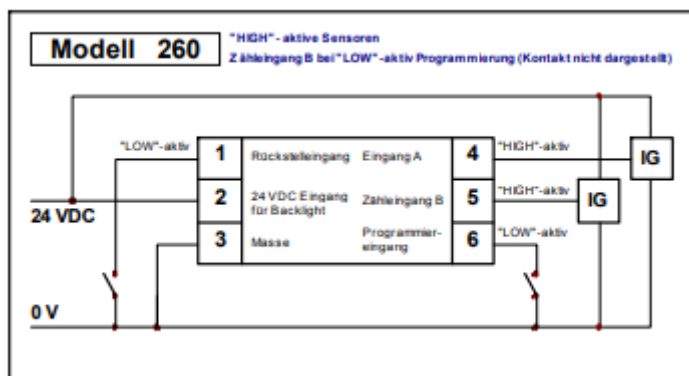 Modell 260
"HIGH"- aktive Sensoren
Zähleingang B bei "LOW"-aktiv Programmierung (Kontakt nicht dargestellt)
"LOW"-aktiv
1
Rückstelleingang
Eingang A
4
"HIGH"-aktiv
IG
24 VDC
2
24 VDC Eingang
für Backlight
Zähleingang B
5
"HIGH"-aktiv
IG
3
Masse
Programmier-
eingang
6
"LOW"-aktiv
0 V